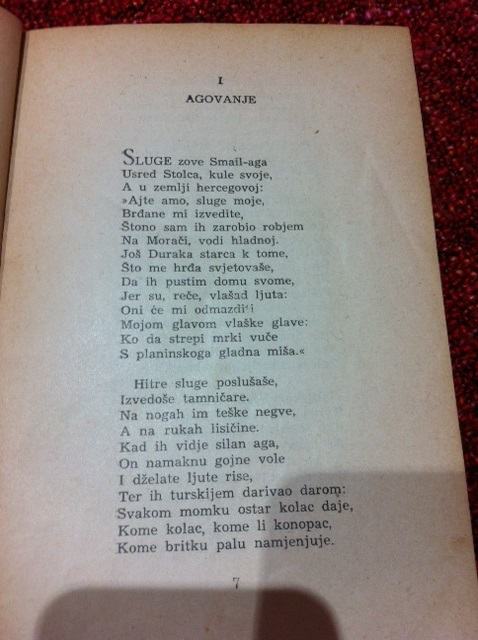 I
AGOVANJE
SLUGE zove Smail-aga
Usred Stolca, kule svoje,
A u zemlji hercegovoj:
»Ajte amo, sluge moje,
Brđane mi izvedite,
Štono sam ih zarobio robjem
Na Morači, vodi hladnoj.
Još Duraka starca k tome,
Što me hrđa svjetovaše,
Da ih pustim domu svome,
Jer su, reče, vlašad ljuta:
Oni će mi odmazditi
Mojom glavom vlaške glave:
Ko da strepi mrki vuče
S planinskoga gladna miša.«
Hitre sluge poslušaše,
Izvedoše tamničare.
Na nogah im teške negve,
A na rukah lisičine.
Kad ih vidje silan aga,
On namaknu gojne vole
I dželate ljute rise,
Ter ih turskijem darivao darom:
Svakom momku ostar kolac daje,
Kome kolac, kome li konopac,
Kome britku palu namjenjuje.
7